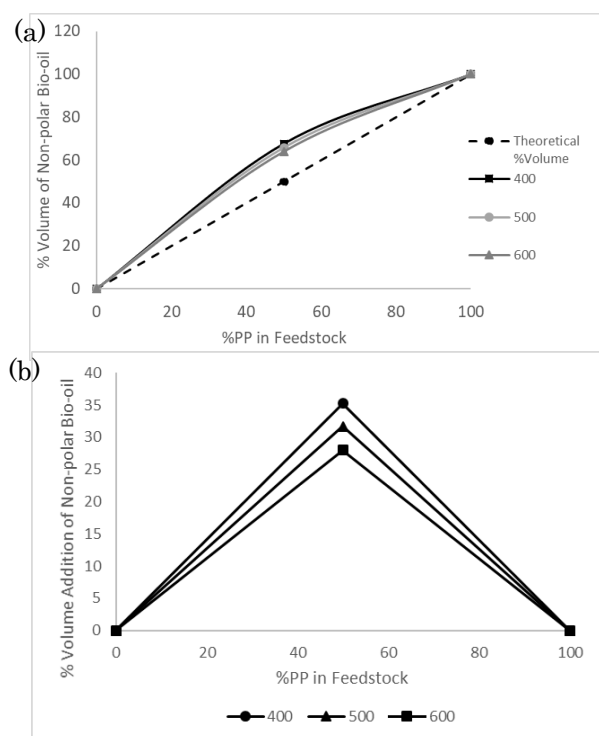 (a)
120
100
80
60
40
20
0
% Volume of Non-polar Bio-oil
0 20 40 60 80 100
%PP in Feedstock
Theoretical
%Volume
400
500
600
(b)
40
35
30
25
20
15
10
5
0
% Volume Addition of Non-polar Bio-oil
0 20 40 60 80 100
%PP in Feedstock
400 500 600